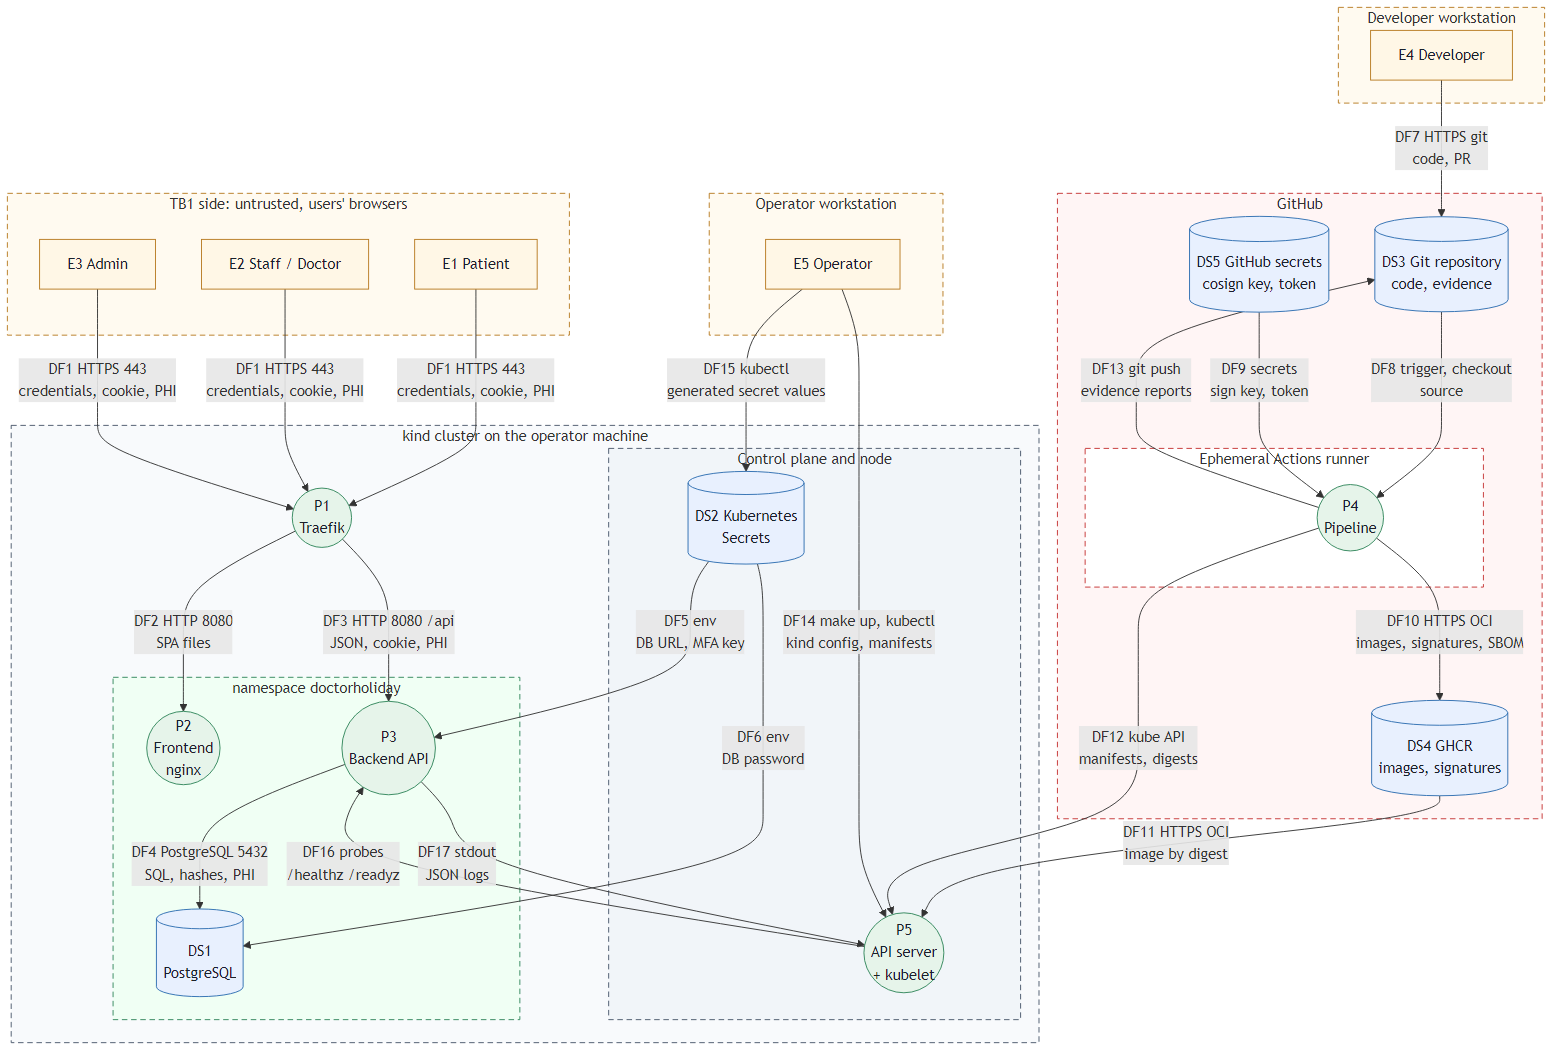 Developer workstation
E4 Developer
DF7 HTTPS git
code, PR
TB1 side: untrusted, users' browsers
E3 Admin
E2 Staff / Doctor
E1 Patient
Operator workstation
E5 Operator
GitHub
DS5 GitHub secrets
cosign key, token
DS3 Git repository
code, evidence
DF1 HTTPS 443
credentials, cookie, PHI
DF1 HTTPS 443
credentials, cookie, PHI
DF1 HTTPS 443
credentials, cookie, PHI
DF15 kubectl
generated secret values
DF13 git push
evidence reports
DF9 secrets
sign key, token
DF8 trigger, checkout
source
kind cluster on the operator machine
Control plane and node
Ephemeral Actions runner
P1
Traefik
DS2 Kubernetes
Secrets
P4
Pipeline
DF2 HTTP 8080
SPA files
DF3 HTTP 8080 /api
JSON, cookie, PHI
DF5 env
DB URL, MFA key
DF14 make up, kubectl
kind config, manifests
DF10 HTTPS OCI
images, signatures, SBOM
namespace doctorholiday
P2
Frontend
nginx
P3
Backend API
DF6 env
DB password
DF12 kube API
manifests, digests
DS4 GHCR
images, signatures
DF4 PostgreSQL 5432
SQL, hashes, PHI
DF16 probes
/healthz /readyz
DF17 stdout
JSON logs
DF11 HTTPS OCI
image by digest
DS1
PostgreSQL
P5
API server
+ kubelet